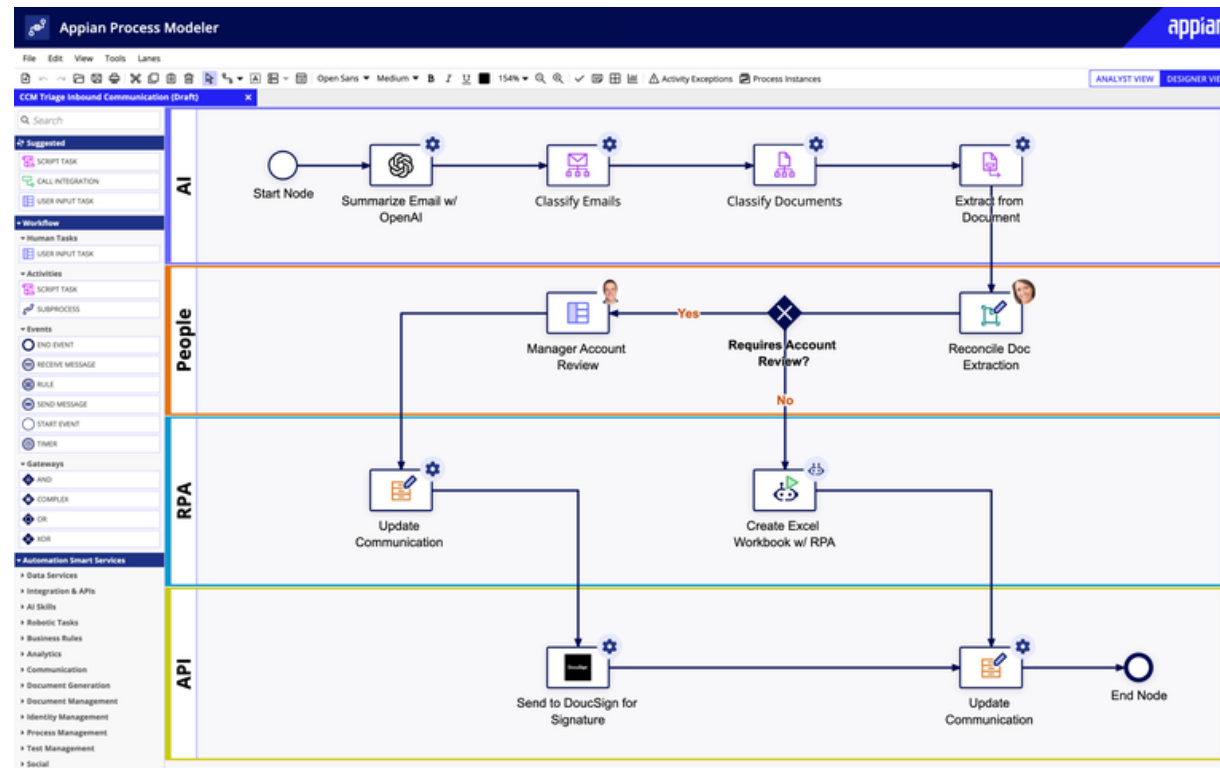 Appian Process Modeler
appian
File Edit View Tools Lanes
Open Sans Medium B I U 154% Activity Exceptions Process Instances
ANALYST VIEW DESIGNER VIE
CCM Triage Inbound Communication (Draft) ×
Search
Suggested
SCRIPT TASK
CALL INTEGRATION
USER INPUT TASK
Workflow
Human Tasks
USER INPUT TASK
Activities
SCRIPT TASK
SUBPROCESS
Events
END EVENT
RECEIVE MESSAGE
RULE
SEND MESSAGE
START EVENT
TIMER
Gateways
AND
COMPLEX
OR
XOR
Automation Smart Services
Data Services
Integration & APIs
AI Skills
Robotic Tasks
Business Rules
Analytics
Communication
Document Generation
Document Management
Identity Management
Process Management
Test Management
Social
AI
Start Node
Summarize Email w/
OpenAI
Classify Emails
Classify Documents
Extract from
Document
People
Manager Account
Review
Yes
Requires Account
Review?
No
Reconcile Doc
Extraction
RPA
Update
Communication
Create Excel
Workbook w/ RPA
API
DocuSign
Send to DoucSign for
Signature
Update
Communication
End Node